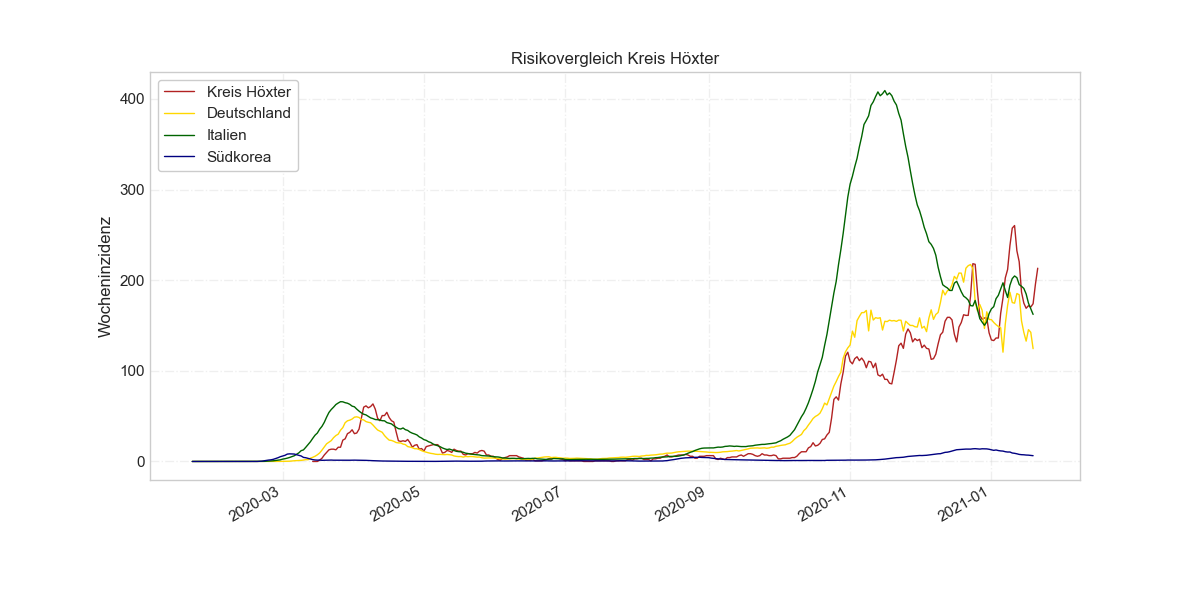 Risikovergleich Kreis Höxter
Kreis Höxter
Deutschland
Italien
Südkorea
Wocheninzidenz
400
300
200
100
0
2020-03
2020-05
2020-07
2020-09
2020-11
2021-01